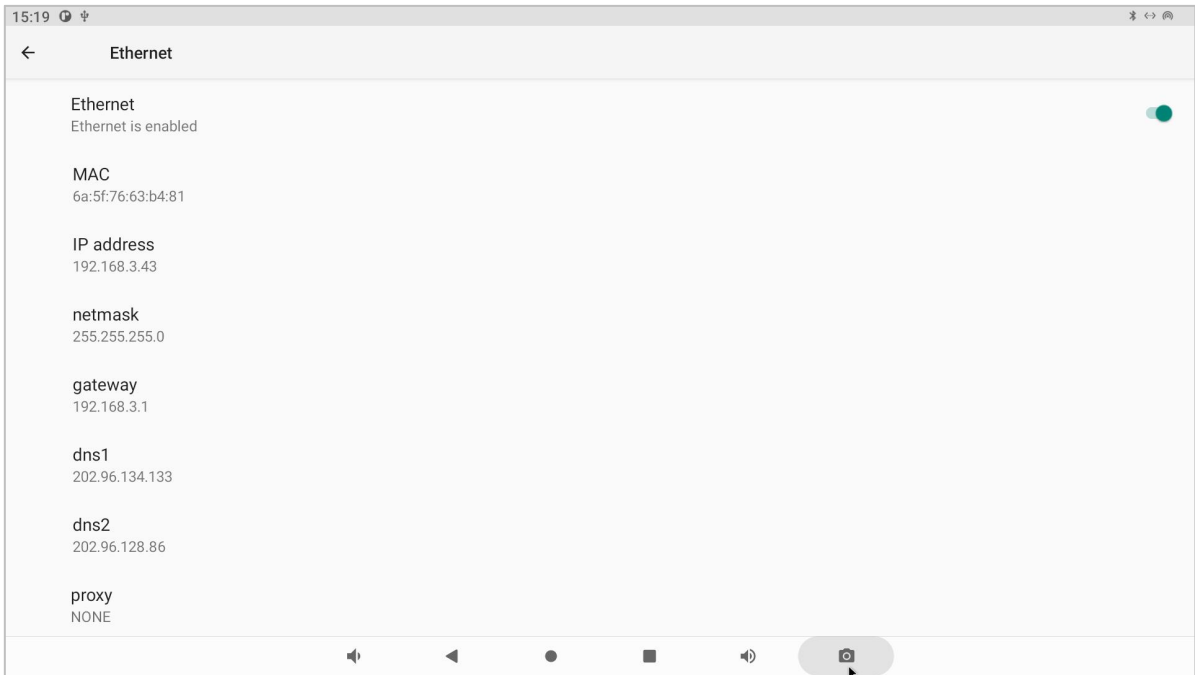 15:19
Ethernet
Ethernet
Ethernet is enabled
MAC
6a:5f:76:63:b4:81
IP address
192.168.3.43
netmask
255.255.255.0
gateway
192.168.3.1
dns1
202.96.134.133
dns2
202.96.128.86
proxy
NONE